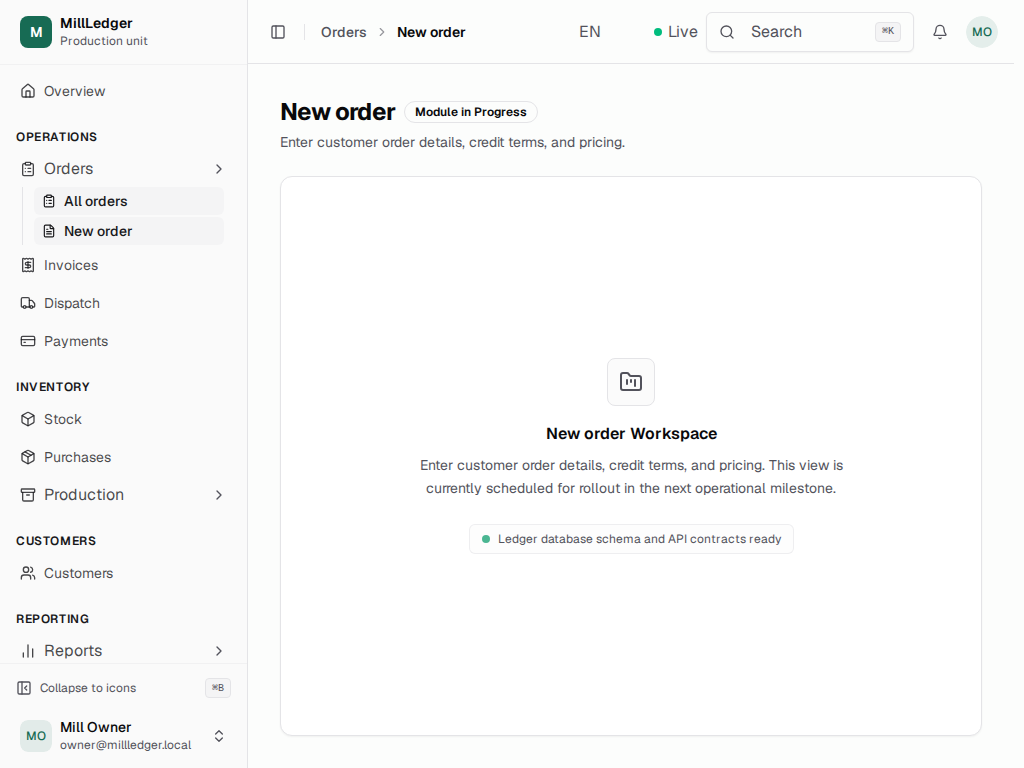 M
MillLedger
Production unit
Overview
OPERATIONS
Orders
All orders
New order
Invoices
Dispatch
Payments
INVENTORY
Stock
Purchases
Production
CUSTOMERS
Customers
REPORTING
Reports
Collapse to icons ⌘B
MO
Mill Owner
owner@millledger.local
Orders > New order EN Live Search ⌘K MO
New order Module in Progress
Enter customer order details, credit terms, and pricing.
New order Workspace
Enter customer order details, credit terms, and pricing. This view is
currently scheduled for rollout in the next operational milestone.
Ledger database schema and API contracts ready